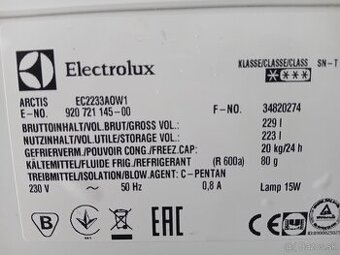 Electrolux
KLASSE/CLASSE/CLASS SN-T
ARCTIS EC2233AOW1
E-NO. 920 721 145-00 F-NO. 34820274
BRUTTOINHALT/VOL.BRUT/GROSS VOL.: 229 l
NUTZINHALT/VOL.UTILE/STORAGE VOL.: 223 l
GEFRIERVERM./POUVOIR CONG./FREEZ.CAP.: 20 kg/24 h
KÄLTEMITTEL/FLUIDE FRIG./REFRIGERANT (R 600a) 80 g
TREIBMITTEL/ISOLATION/BLOW.AGENT: C-PENTAN
230 V ~ 50 Hz 0,8 A Lamp 15W
B EAC CE